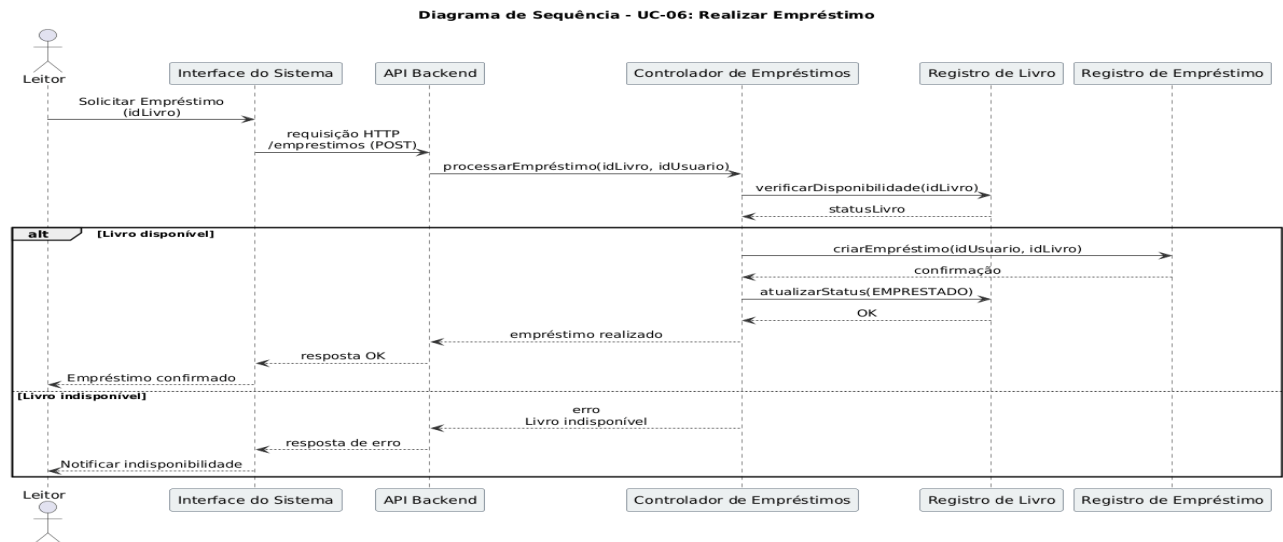 Diagrama de Sequência - UC-06: Realizar Empréstimo
Leitor
Interface do Sistema
API Backend
Controlador de Empréstimos
Registro de Livro
Registro de Empréstimo
Solicitar Empréstimo
(idLivro)
requisição HTTP
/emprestimos (POST)
processarEmpréstimo(idLivro, idUsuario)
verificarDisponibilidade(idLivro)
statusLivro
alt
[Livro disponível]
criarEmpréstimo(idUsuario, idLivro)
confirmação
atualizarStatus(EMPRESTADO)
OK
empréstimo realizado
resposta OK
Empréstimo confirmado
[Livro indisponível]
erro
Livro indisponível
resposta de erro
Notificar indisponibilidade
Leitor
Interface do Sistema
API Backend
Controlador de Empréstimos
Registro de Livro
Registro de Empréstimo